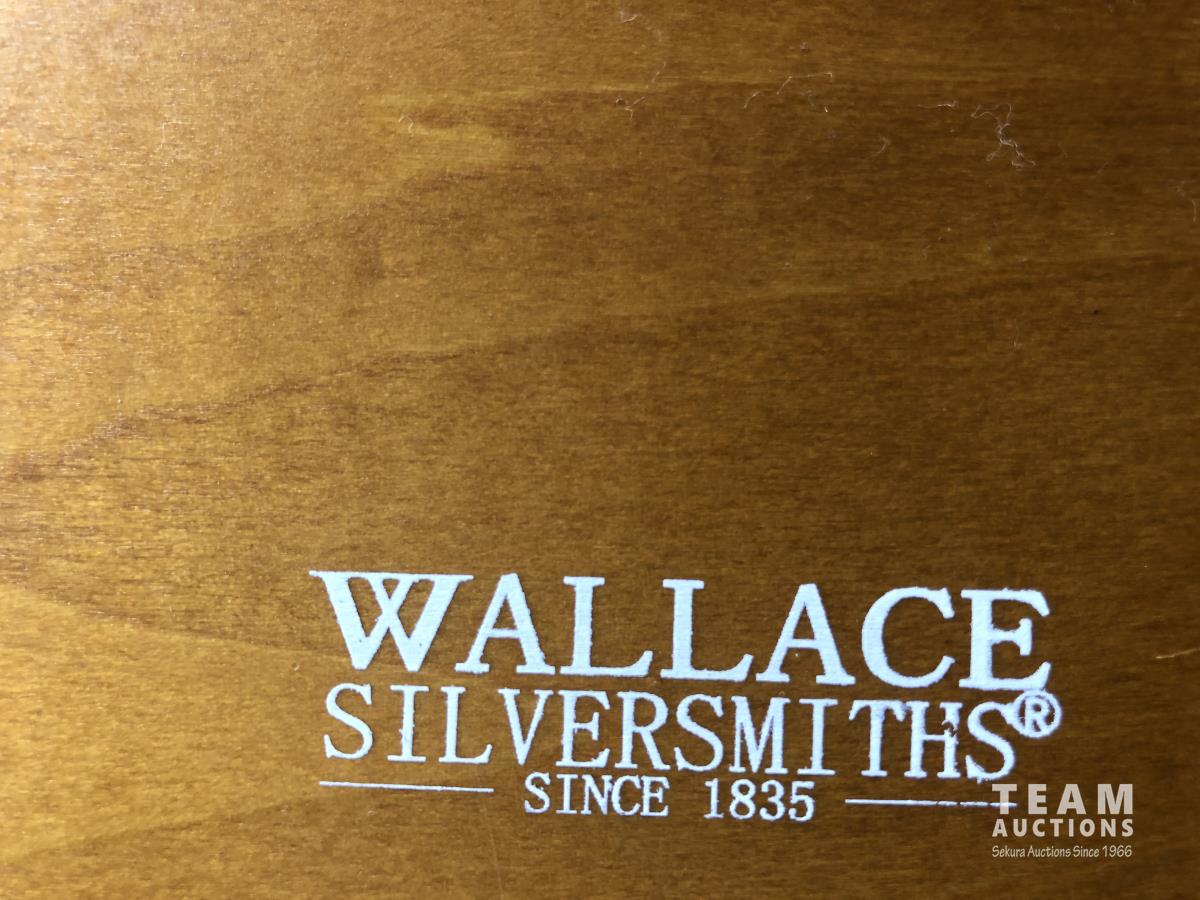 WALLACE
SILVERSMITHS®
SINCE 1835
TEAM
AUCTIONS
Sekura Auctions Since 1966